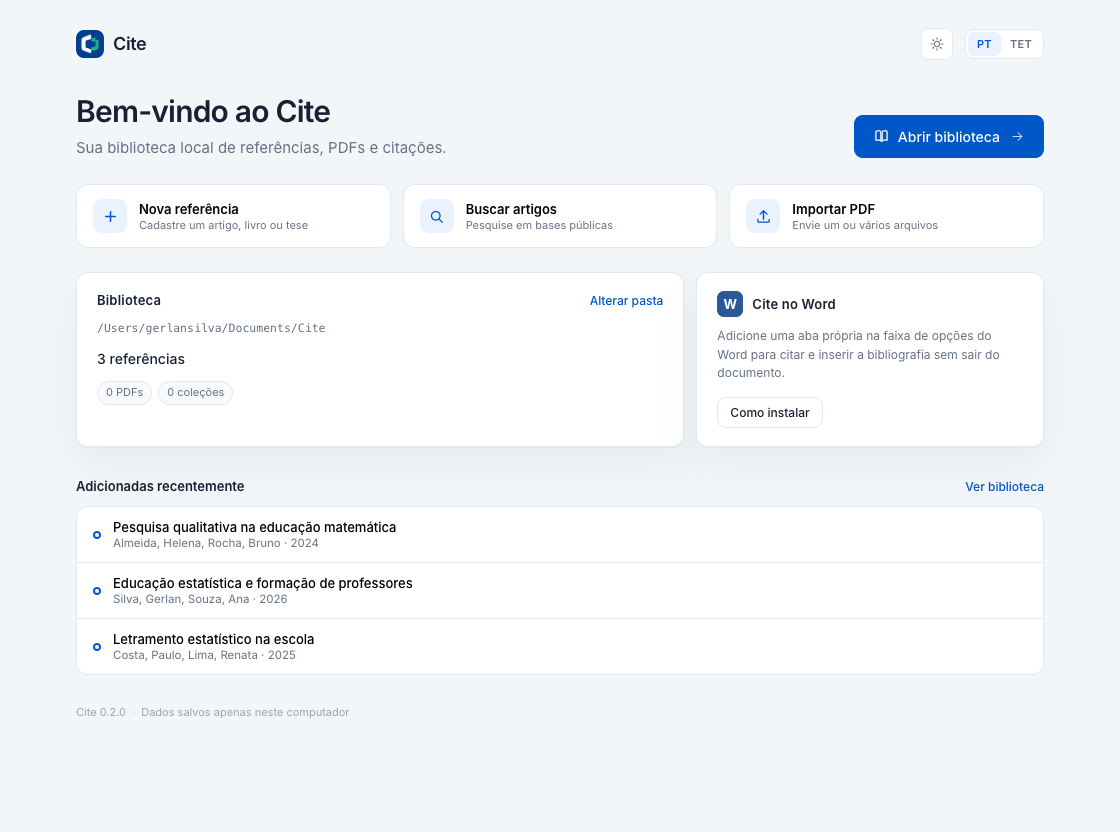 Cite
PT TET
Bem-vindo ao Cite
Sua biblioteca local de referências, PDFs e citações.
Abrir biblioteca →
Nova referência
Cadastre um artigo, livro ou tese
Buscar artigos
Pesquise em bases públicas
Importar PDF
Envie um ou vários arquivos
Biblioteca
Alterar pasta
/Users/gerlansilva/Documents/Cite
3 referências
0 PDFs
0 coleções
W Cite no Word
Adicione uma aba própria na faixa de opções do
Word para citar e inserir a bibliografia sem sair do
documento.
Como instalar
Adicionadas recentemente
Ver biblioteca
Pesquisa qualitativa na educação matemática
Almeida, Helena, Rocha, Bruno · 2024
Educação estatística e formação de professores
Silva, Gerlan, Souza, Ana · 2026
Letramento estatístico na escola
Costa, Paulo, Lima, Renata · 2025
Cite 0.2.0 · Dados salvos apenas neste computador